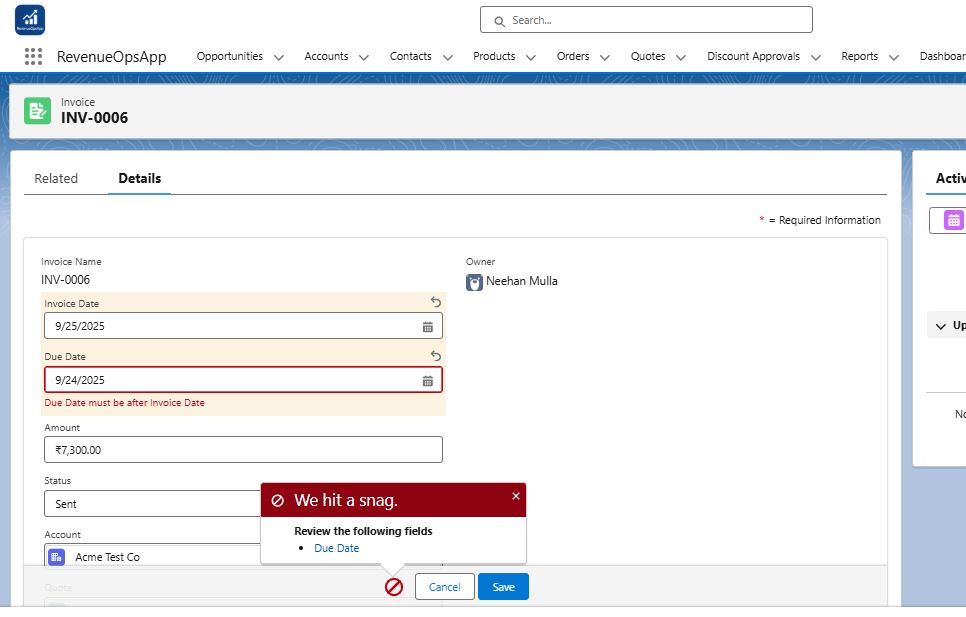 RevenueOpsApp
Search...
RevenueOpsApp Opportunities Accounts Contacts Products Orders Quotes Discount Approvals Reports Dashboar
Invoice
INV-0006
Related Details
Activ
* = Required Information
Invoice Name
INV-0006
Owner
Neehan Mulla
Invoice Date
9/25/2025
Due Date
9/24/2025
Due Date must be after Invoice Date
Amount
₹7,300.00
Status
Sent
Account
Acme Test Co
Quote
We hit a snag.
Review the following fields
• Due Date
Cancel Save
Up
No